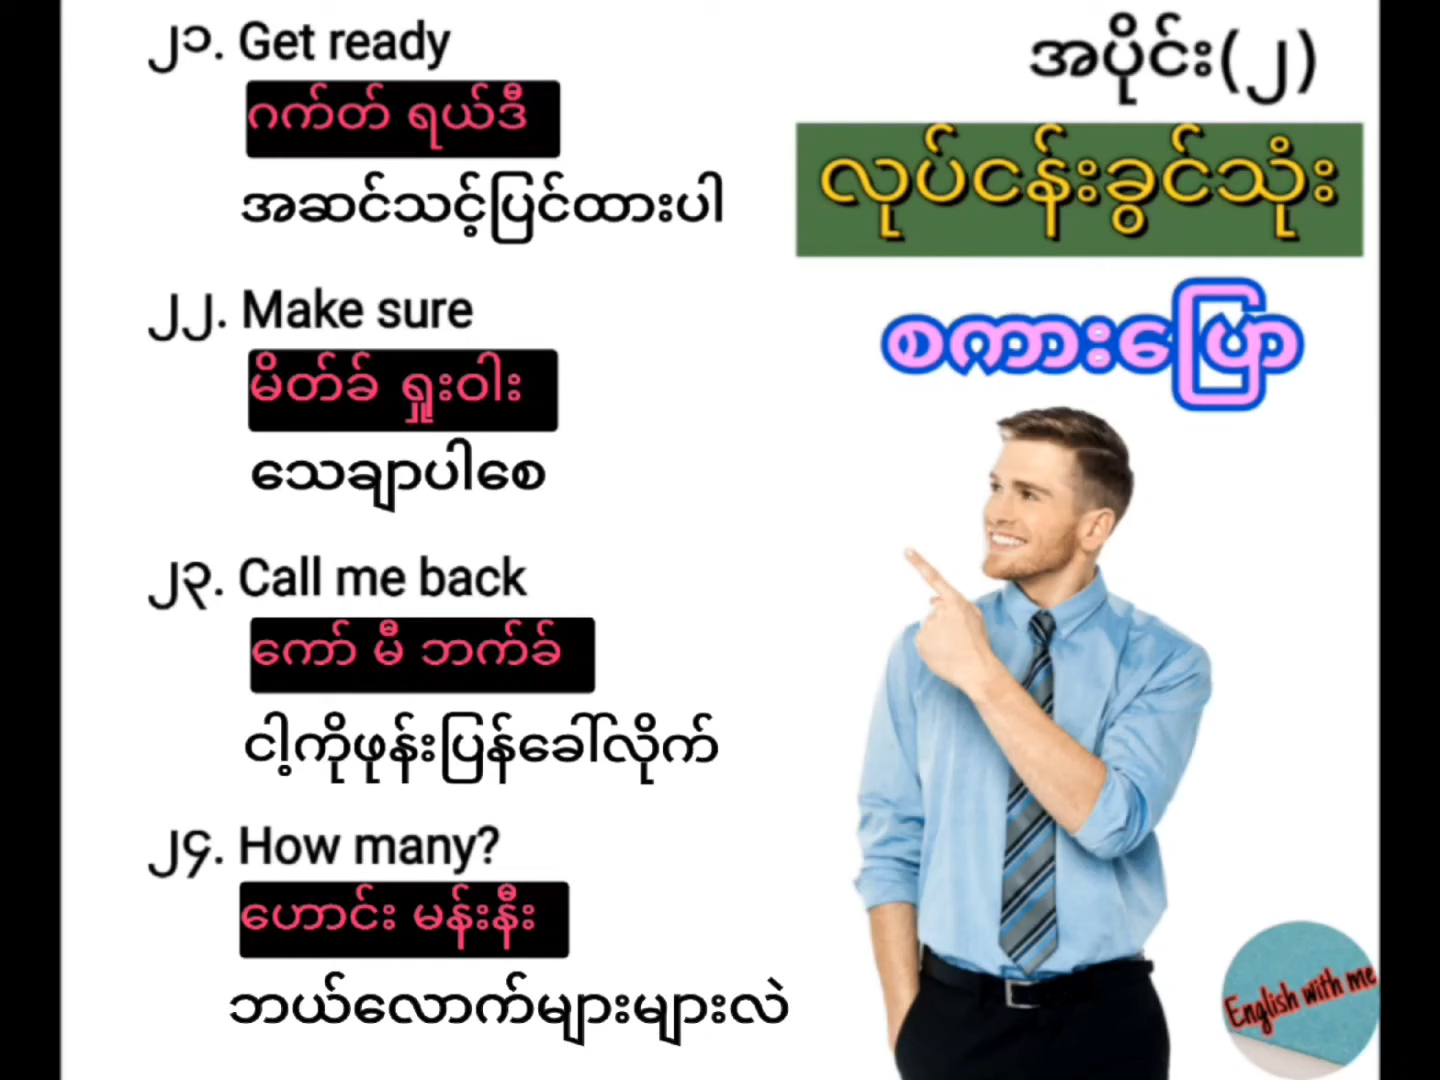 ၂၁. Get ready
ဂက်တ် ရယ်ဒီ
အဆင်သင့်ပြင်ထားပါ
၂၂. Make sure
မိတ်ခ် ရှူးဝါး
သေချာပါစေ
၂၃. Call me back
ကော် မီ ဘက်ခ်
ငါ့ကိုဖုန်းပြန်ခေါ်လိုက်
၂၄. How many?
ဟောင်း မန်းနီး
ဘယ်လောက်များများလဲ
အပိုင်း(၂)
လုပ်ငန်းခွင်သုံး
စကားပြော
English with me